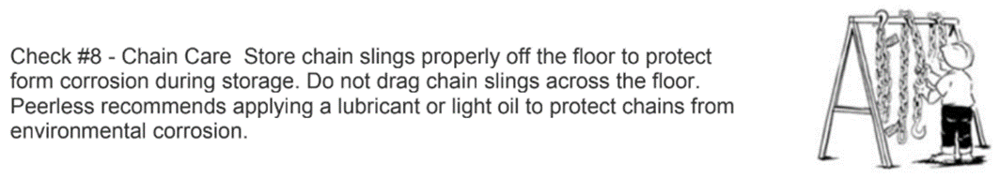 Check #8 - Chain Care  Store chain slings properly off the floor to protect
form corrosion during storage. Do not drag chain slings across the floor.
Peerless recommends applying a lubricant or light oil to protect chains from
environmental corrosion.